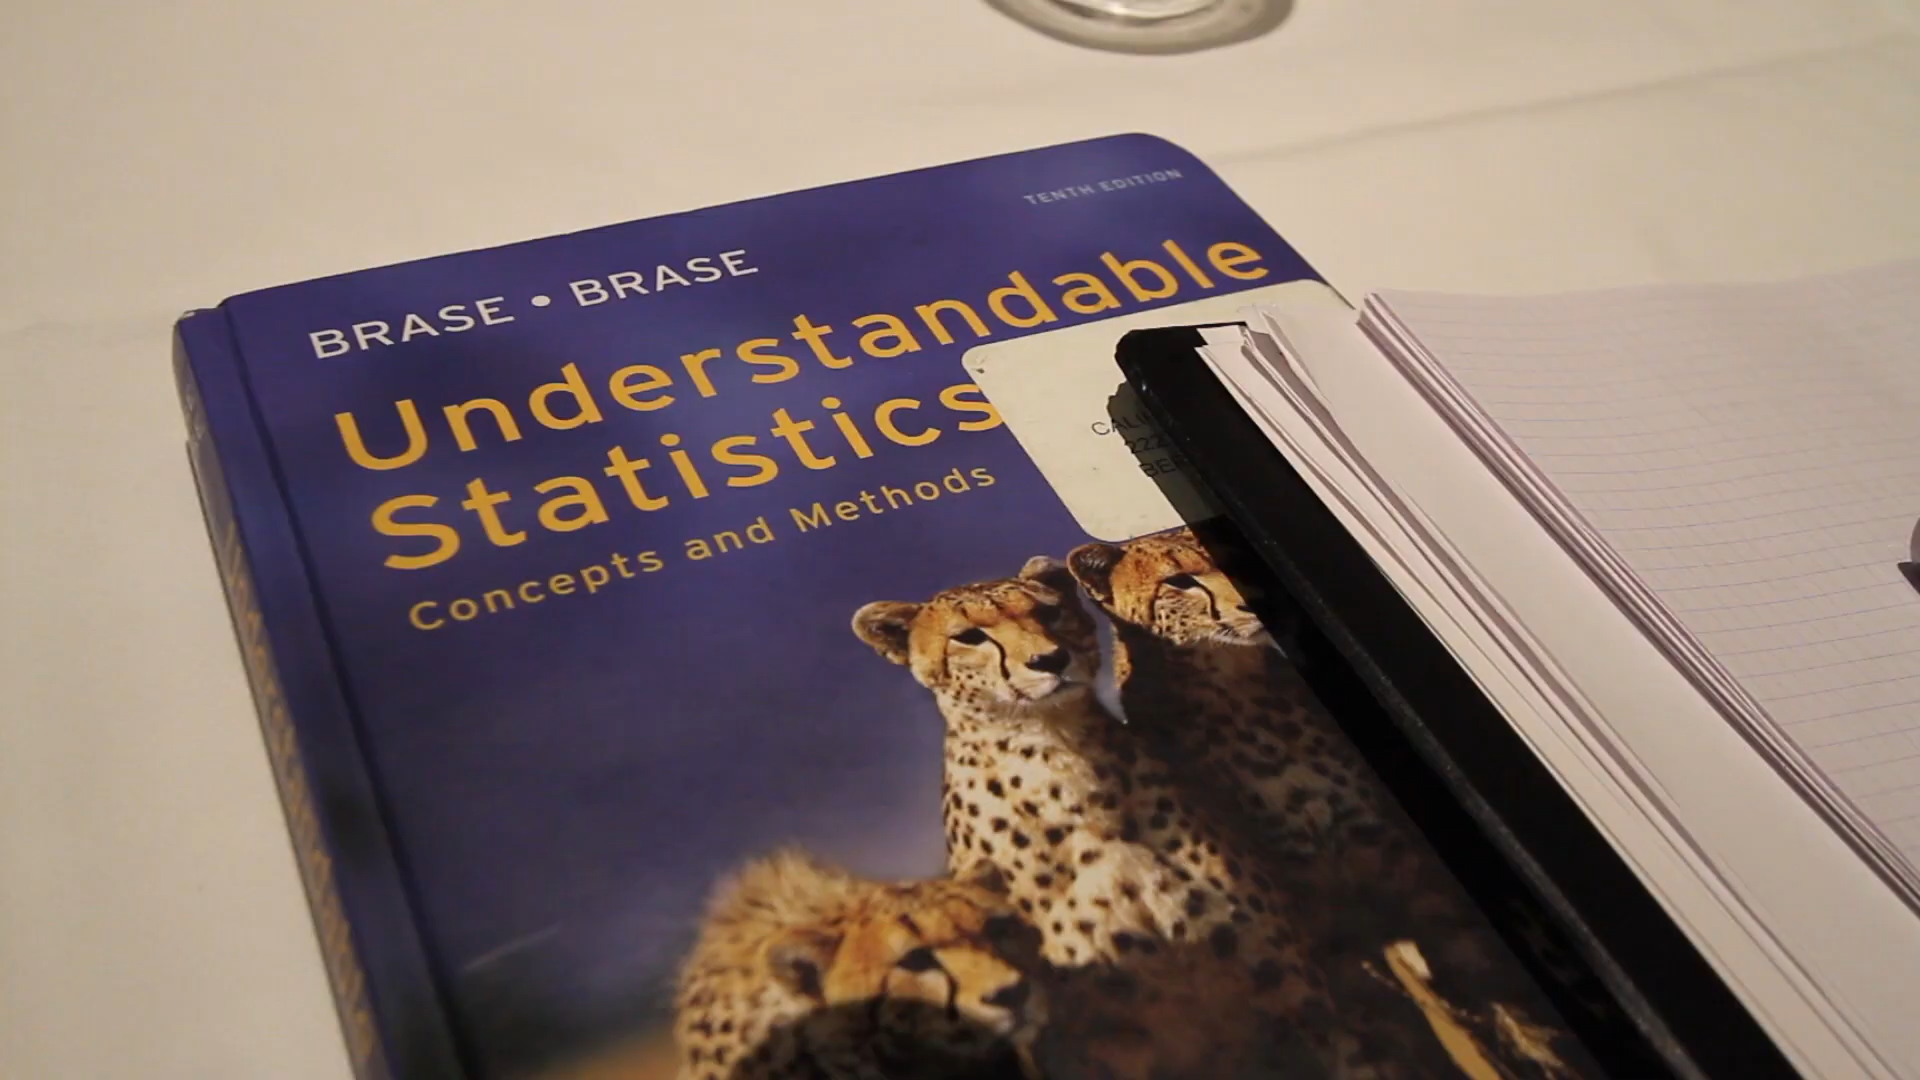 TENTH EDITION
BRASE • BRASE
Understandable
Statistics
Concepts and Methods